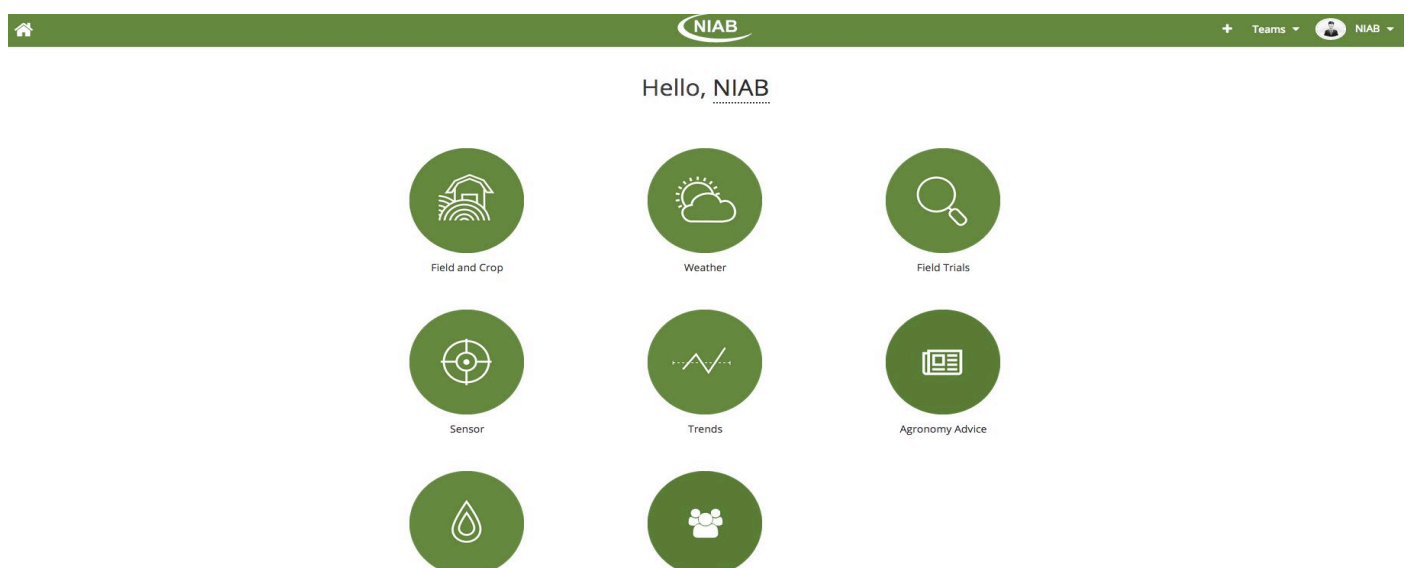 NIAB
+ Teams NIAB
Hello, NIAB
Field and Crop Weather Field Trials
Sensor Trends Agronomy Advice